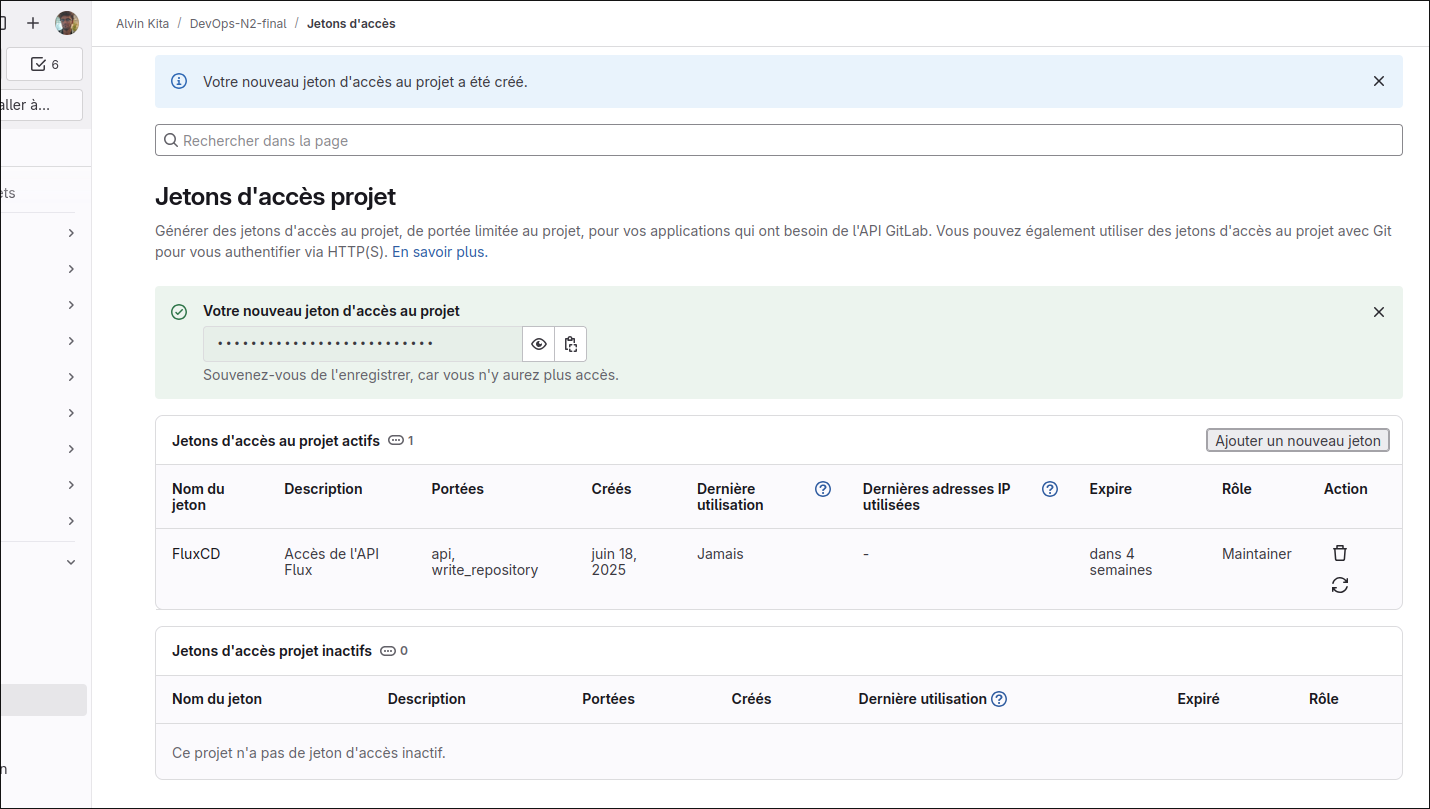 Alvin Kita / DevOps-N2-final / Jetons d'accès
6
aller à...
ets
Votre nouveau jeton d'accès au projet a été créé.
Rechercher dans la page
Jetons d'accès projet
Générer des jetons d'accès au projet, de portée limitée au projet, pour vos applications qui ont besoin de l'API GitLab. Vous pouvez également utiliser des jetons d'accès au projet avec Git
pour vous authentifier via HTTP(S). En savoir plus.
Votre nouveau jeton d'accès au projet
Souvenez-vous de l'enregistrer, car vous n'y aurez plus accès.
Jetons d'accès au projet actifs 1
Ajouter un nouveau jeton
Nom du jeton Description Portées Créés Dernière utilisation Dernières adresses IP utilisées Expire Rôle Action
FluxCD Accès de l'API Flux api, write_repository juin 18, 2025 Jamais - dans 4 semaines Maintainer
Jetons d'accès projet inactifs 0
Nom du jeton Description Portées Créés Dernière utilisation Expiré Rôle
Ce projet n'a pas de jeton d'accès inactif.
n